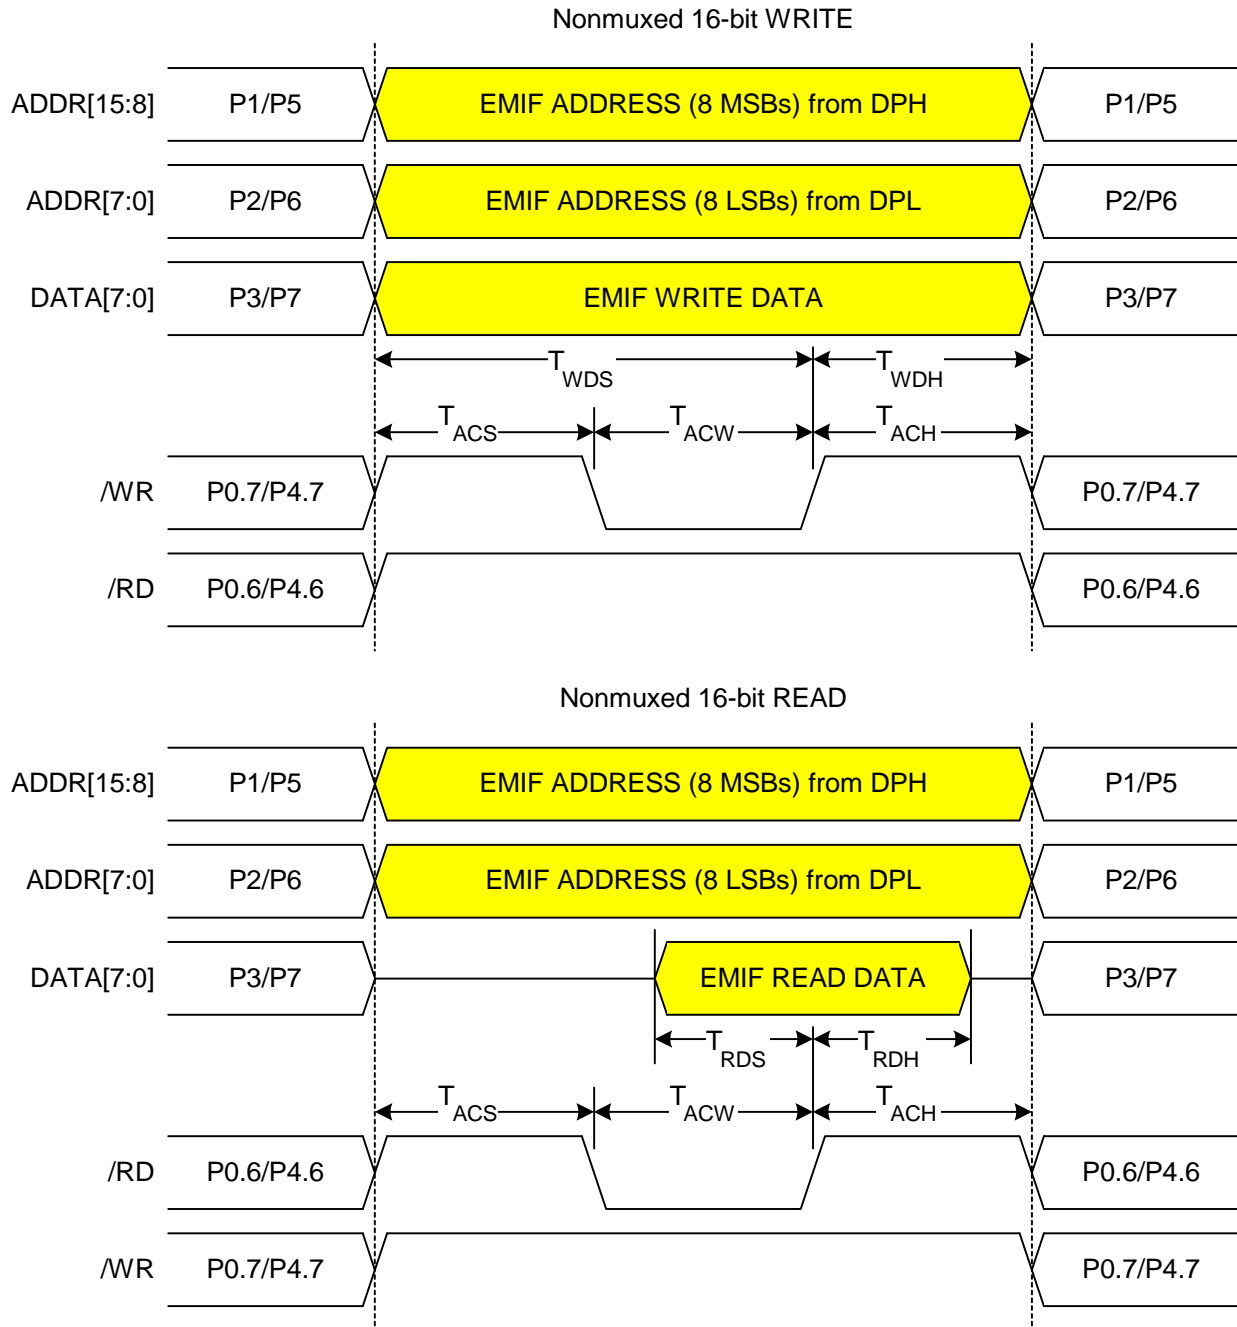 Nonmuxed 16-bit WRITE
ADDR[15:8] P1/P5 EMIF ADDRESS (8 MSBs) from DPH P1/P5
ADDR[7:0] P2/P6 EMIF ADDRESS (8 LSBs) from DPL P2/P6
DATA[7:0] P3/P7 EMIF WRITE DATA P3/P7
TWDS TWDH
TACS TACW TACH
/WR P0.7/P4.7 P0.7/P4.7
/RD P0.6/P4.6 P0.6/P4.6
Nonmuxed 16-bit READ
ADDR[15:8] P1/P5 EMIF ADDRESS (8 MSBs) from DPH P1/P5
ADDR[7:0] P2/P6 EMIF ADDRESS (8 LSBs) from DPL P2/P6
DATA[7:0] P3/P7 EMIF READ DATA P3/P7
TRDS TRDH
TACS TACW TACH
/RD P0.6/P4.6 P0.6/P4.6
/WR P0.7/P4.7 P0.7/P4.7